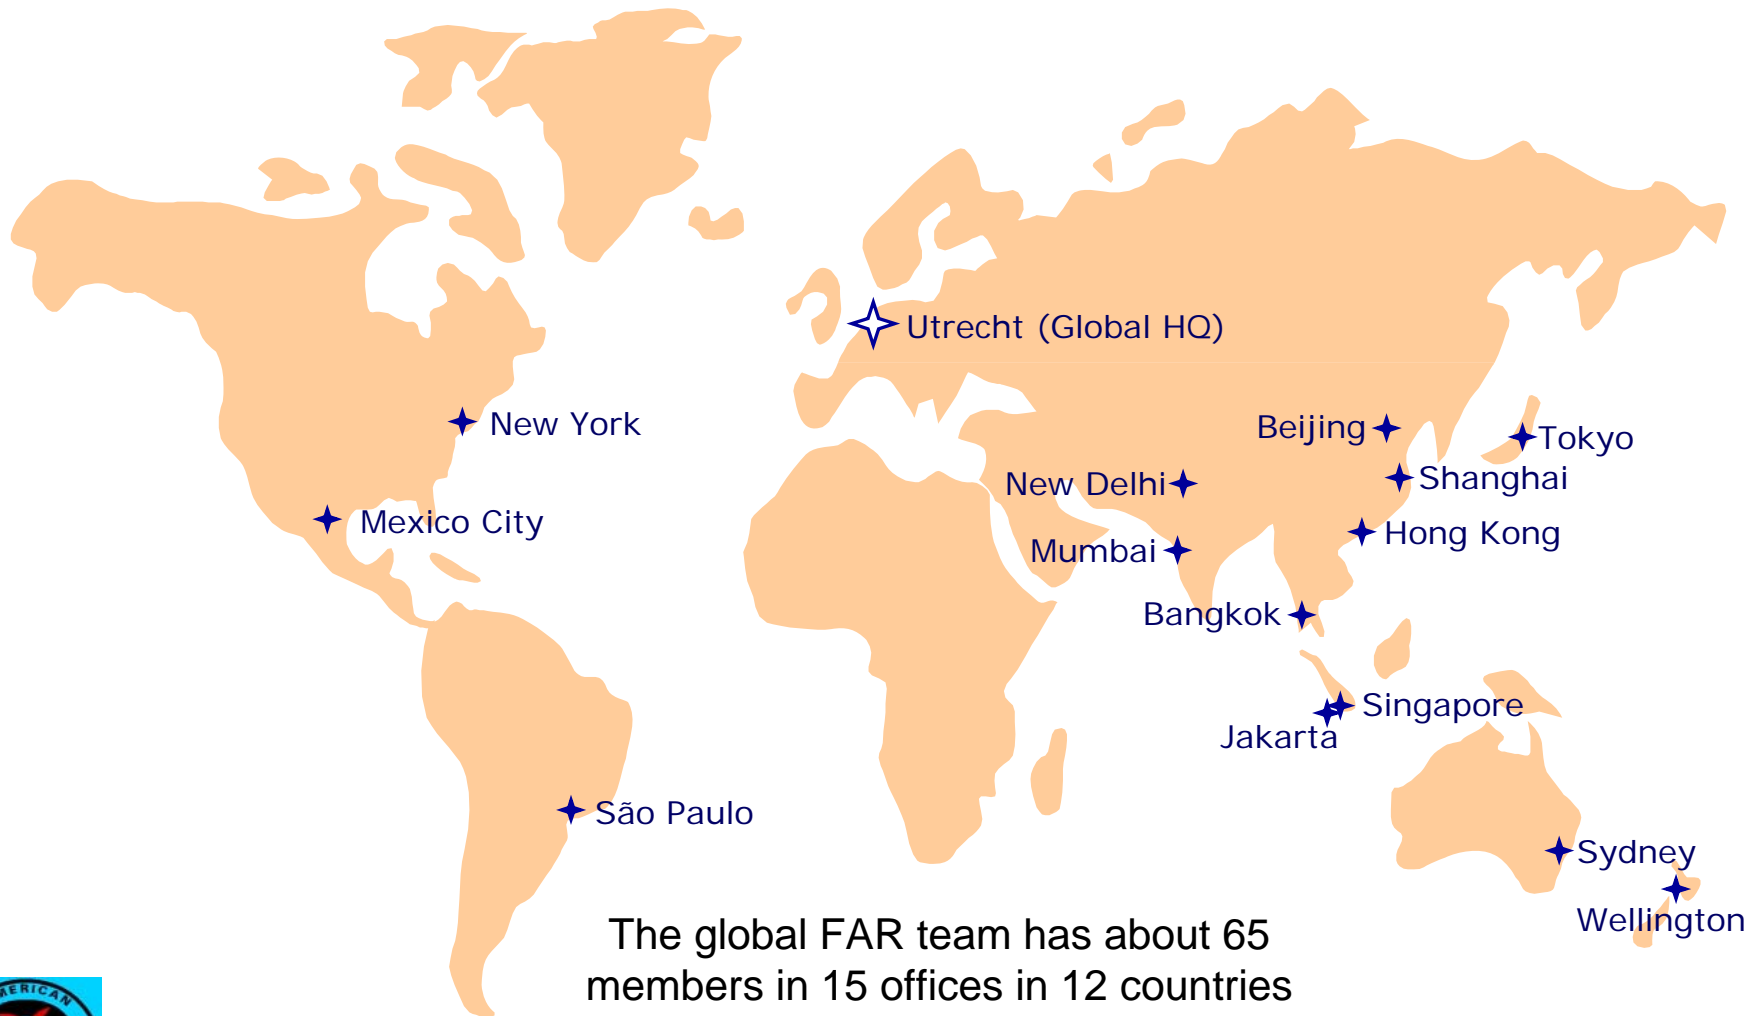 Utrecht (Global HQ)
New York
Beijing
Tokyo
New Delhi
Shanghai
Mexico City
Hong Kong
Mumbai
Bangkok
Singapore
Jakarta
São Paulo
Sydney
Wellington
The global FAR team has about 65
members in 15 offices in 12 countries